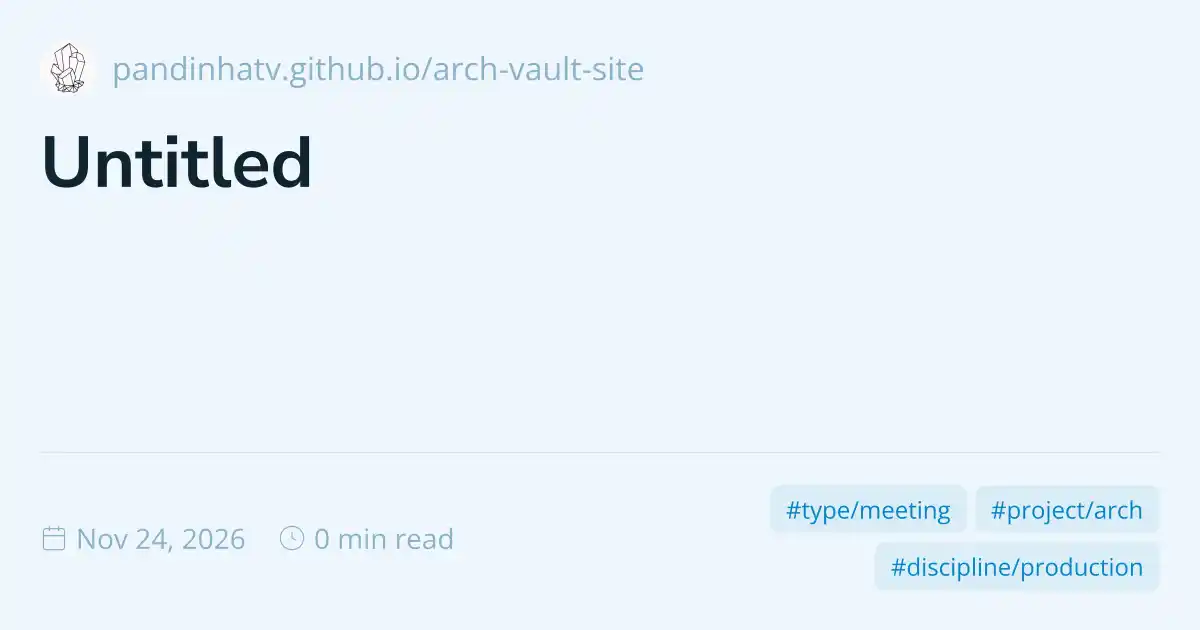 pandinhatv.github.io/arch-vault-site
Untitled
Nov 24, 2026 0 min read
#type/meeting #project/arch
#discipline/production